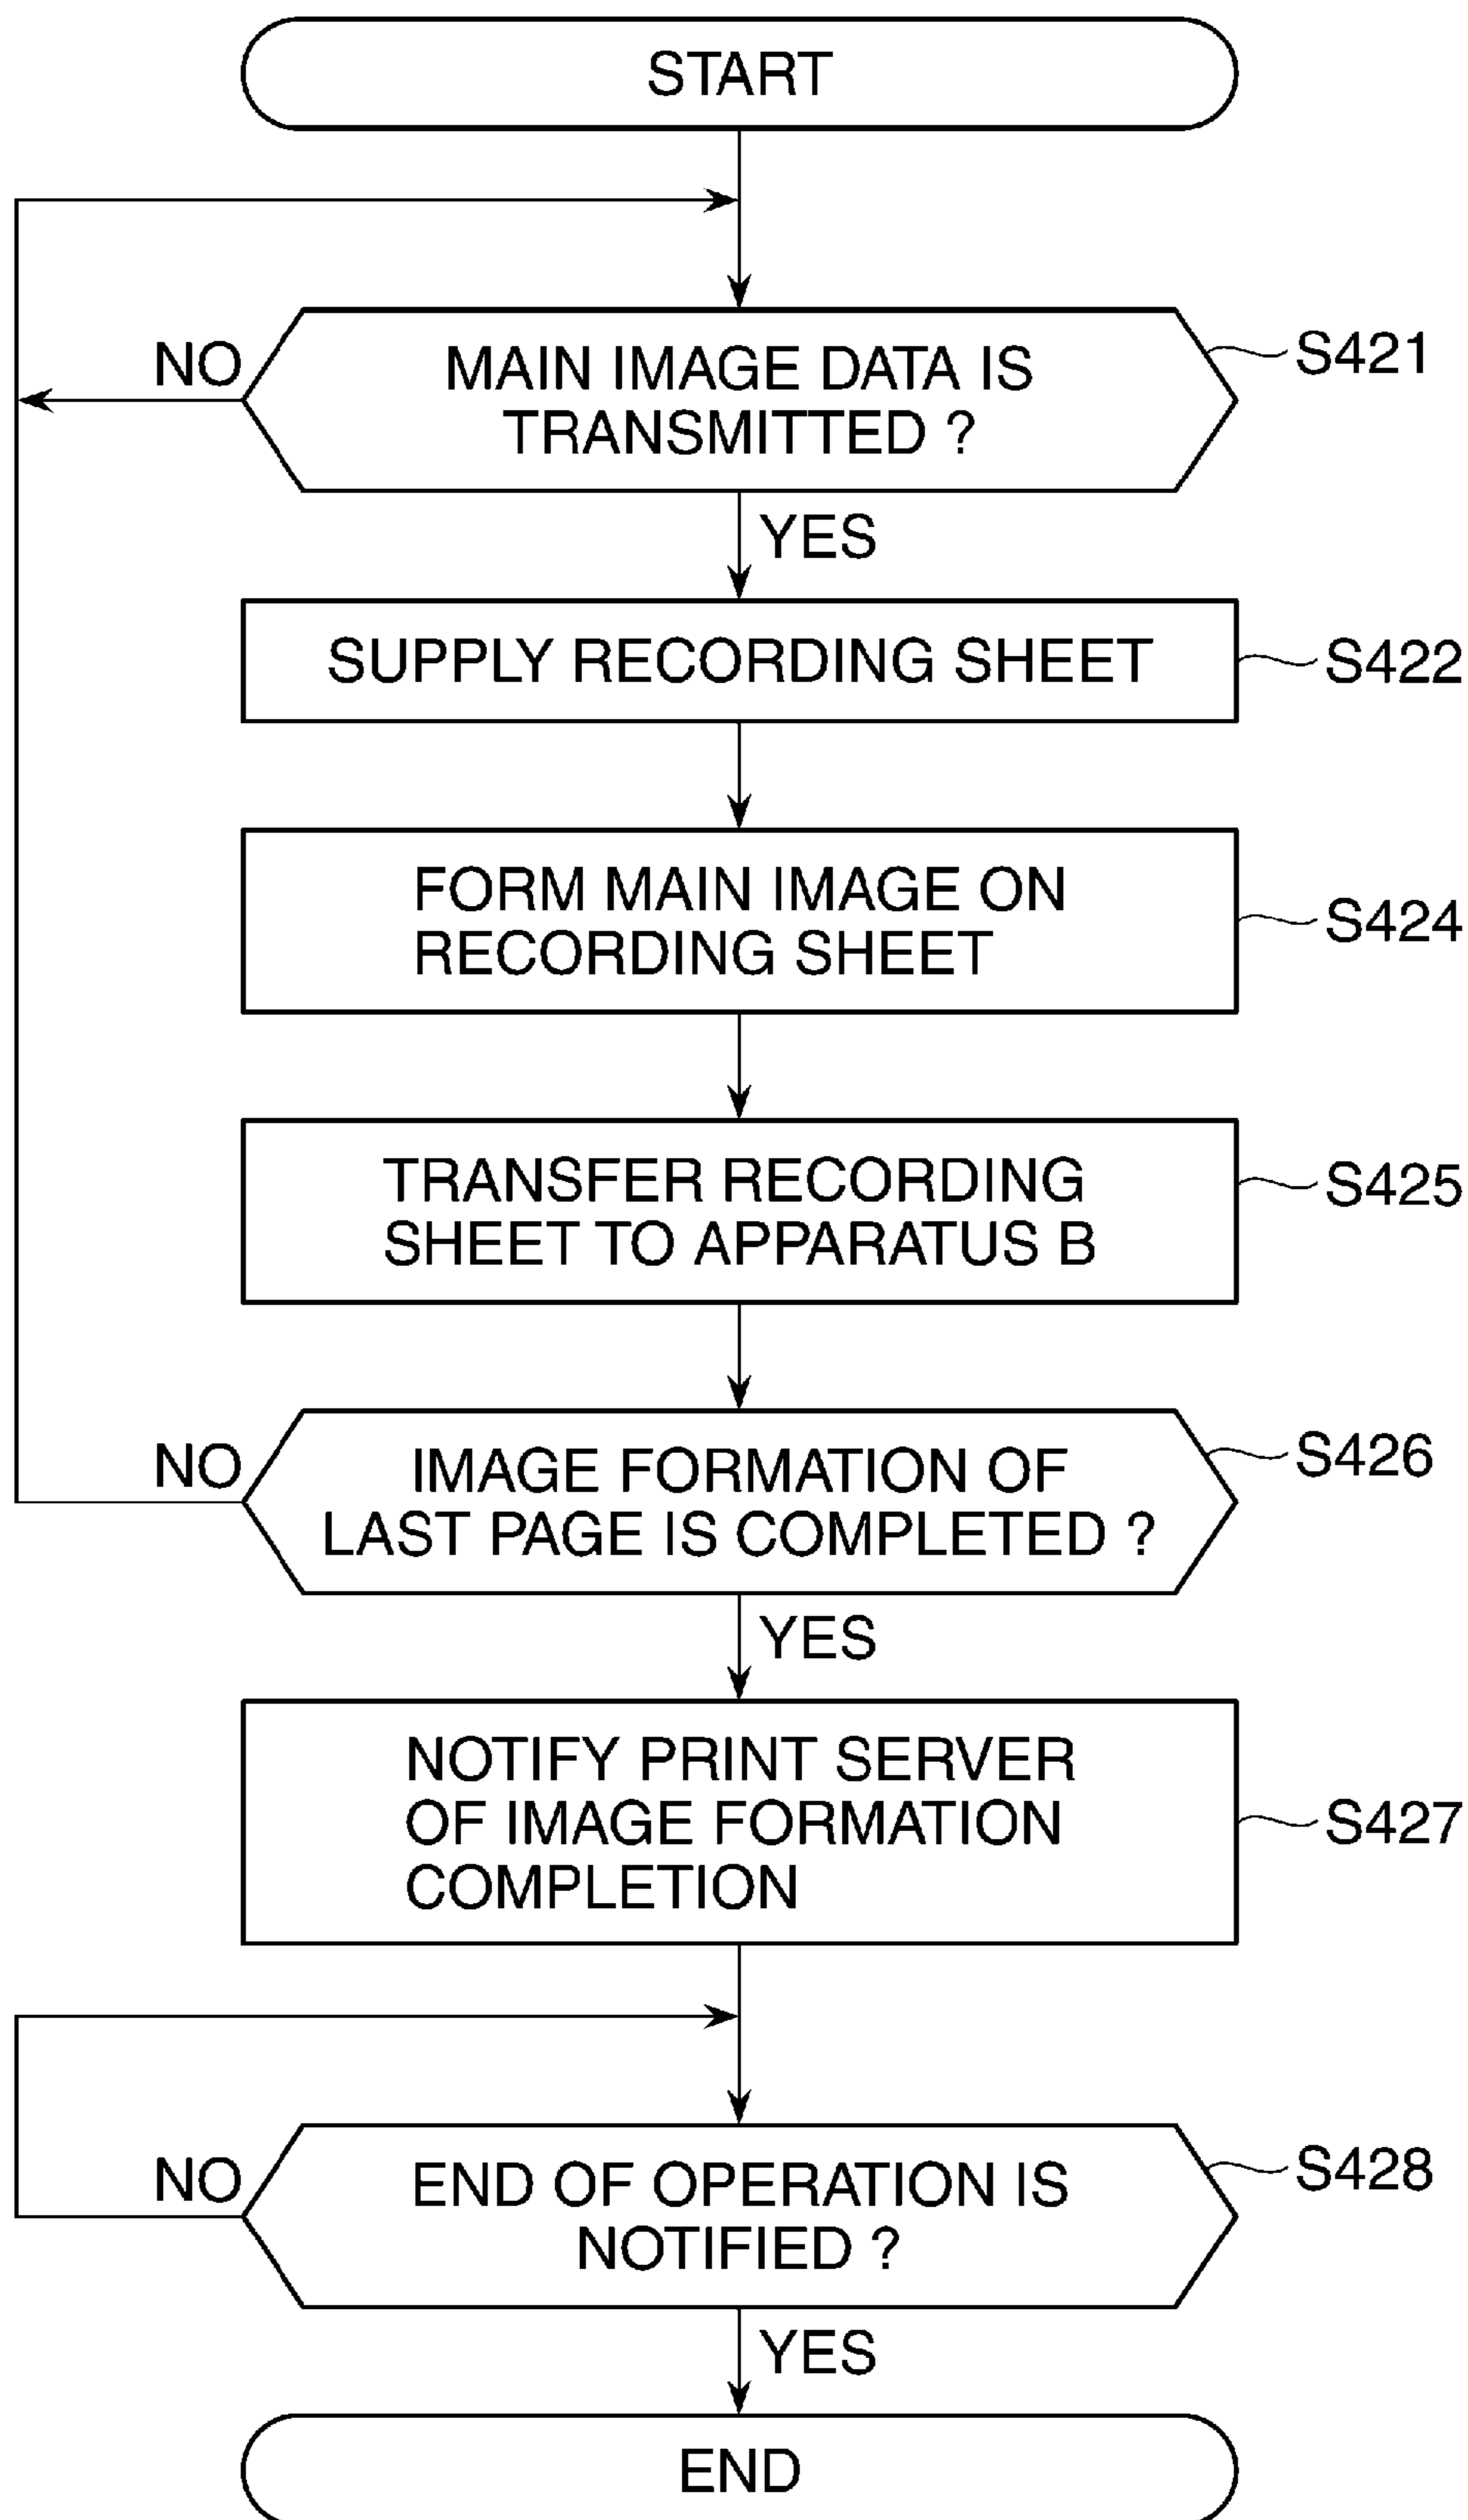 START
NO
MAIN IMAGE DATA IS
TRANSMITTED ?
S421
YES
SUPPLY RECORDING SHEET
S422
FORM MAIN IMAGE ON
RECORDING SHEET
S424
TRANSFER RECORDING
SHEET TO APPARATUS B
S425
NO
IMAGE FORMATION OF
LAST PAGE IS COMPLETED ?
S426
YES
NOTIFY PRINT SERVER
OF IMAGE FORMATION
COMPLETION
S427
NO
END OF OPERATION IS
NOTIFIED ?
S428
YES
END